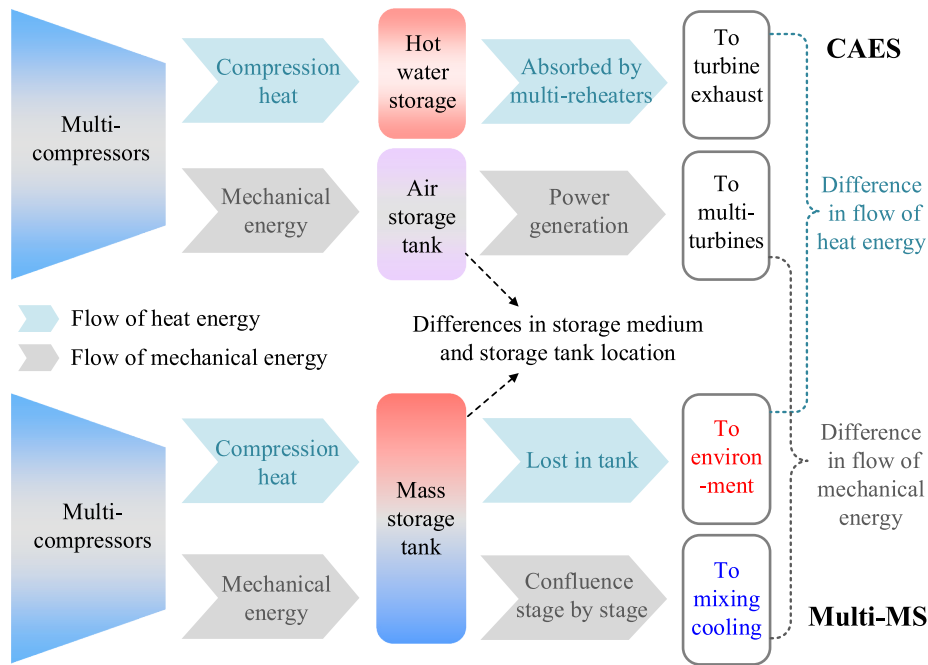 Multi-
compressors
Compression
heat
Hot
water
storage
Absorbed by
multi-reheaters
To
turbine
exhaust
CAES
Mechanical
energy
Air
storage
tank
Power
generation
To
multi-
turbines
Difference
in flow of
heat energy
Flow of heat energy
Flow of mechanical energy
Differences in storage medium
and storage tank location
Multi-
compressors
Compression
heat
Mass
storage
tank
Lost in tank
To
environ
-ment
Difference
in flow of
mechanical
energy
Mechanical
energy
Confluence
stage by stage
To
mixing
cooling
Multi-MS